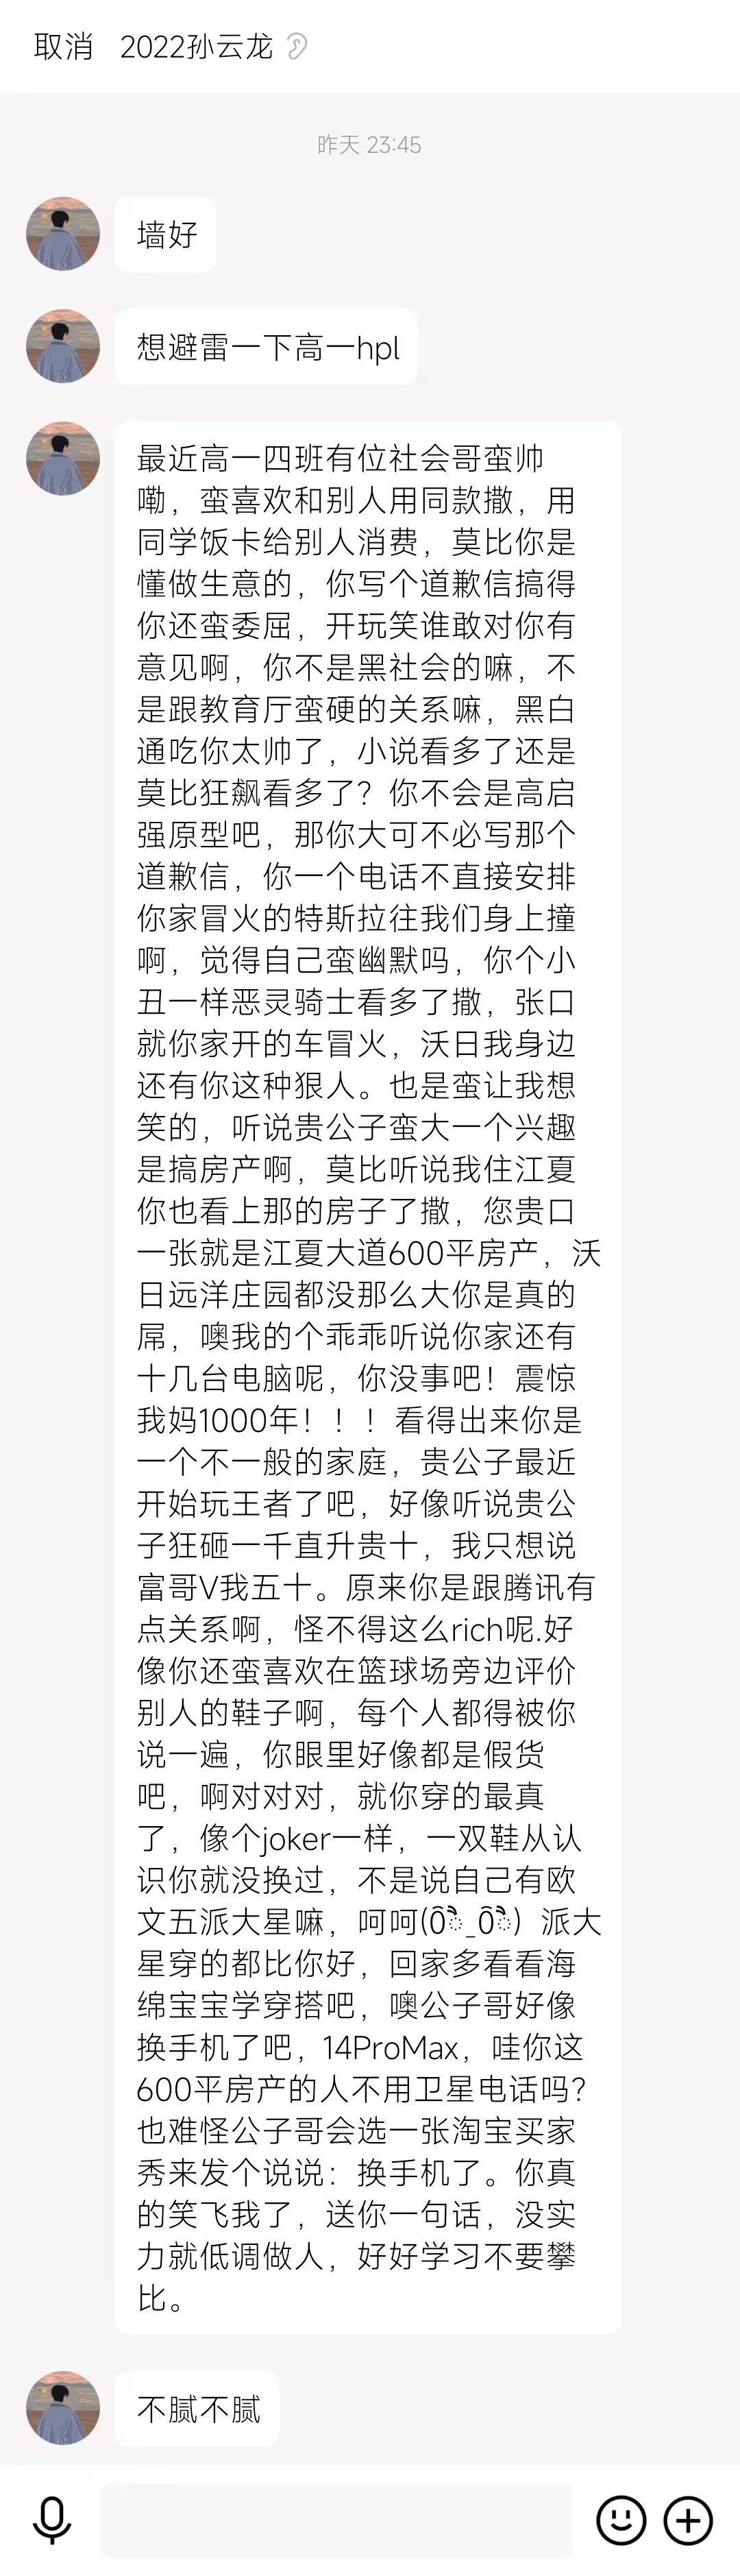 取消 2022孙云龙
昨天 23:45
墙好
想避雷一下高一hpl
最近高一四班有位社会哥蛮帅
嘞，蛮喜欢和别人用同款撒，用
同学饭卡给别人消费，莫比你是
懂做生意的，你写个道歉信搞得
你还蛮委屈，开玩笑谁敢对你有
意见啊，你不是黑社会的嘛，不
是跟教育厅蛮硬的关系嘛，黑白
通吃你太帅了，小说看多了还是
莫比狂飙看多了？你不会是高启
强原型吧，那你大可不必写那个
道歉信，你一个电话不直接安排
你家冒火的特斯拉往我们身上撞
啊，觉得自己蛮幽默吗，你个小
丑一样恶灵骑士看多了撒，张口
就你家开的车冒火，沃日我身边
还有你这种狠人。也是蛮让我想
笑的，听说贵公子蛮大一个兴趣
是搞房产啊，莫比听说我住江夏
你也看上那的房子了撒，您贵口
一张就是江夏大道600平房产，沃
日远洋庄园都没那么大你是真的
屌，噢我的个乖乖听说你家还有
十几台电脑呢，你没事吧！震惊
我妈1000年！！！看得出来你是
一个不一般的家庭，贵公子最近
开始玩王者了吧，好像听说贵公
子狂砸一千直升贵十，我只想说
富哥V我五十。原来你是跟腾讯有
点关系啊，怪不得这么rich呢.好
像你还蛮喜欢在篮球场旁边评价
别人的鞋子啊，每个人都得被你
说一遍，你眼里好像都是假货
吧，啊对对对，就你穿的最真
了，像个joker一样，一双鞋从认
识你就没换过，不是说自己有欧
文五派大星嘛，呵呵(ô̑̃_ô̑̃）派大
星穿的都比你好，回家多看看海
绵宝宝学穿搭吧，噢公子哥好像
换手机了吧，14ProMax，哇你这
600平房产的人不用卫星电话吗？
也难怪公子哥会选一张淘宝买家
秀来发个说说：换手机了。你真
的笑飞我了，送你一句话，没实
力就低调做人，好好学习不要攀
比。
不腻不腻